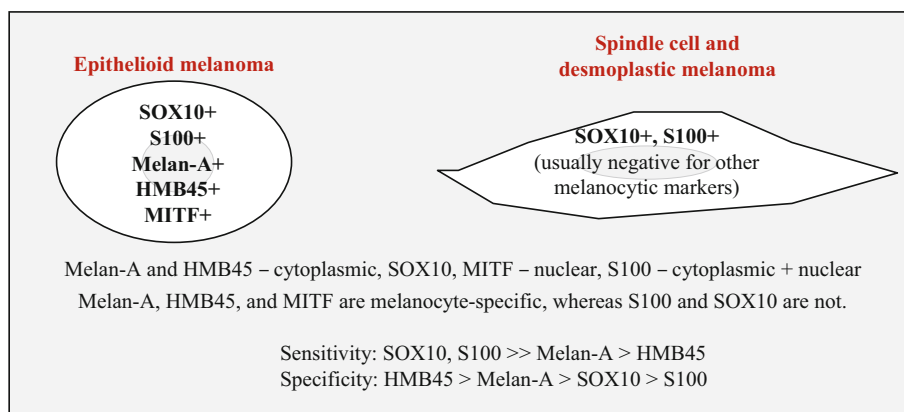 Epithelioid melanoma
SOX10+
S100+
Melan-A+
HMB45+
MITF+
Spindle cell and
desmoplastic melanoma
SOX10+, S100+
(usually negative for other
melanocytic markers)
Melan-A and HMB45 – cytoplasmic, SOX10, MITF – nuclear, S100 – cytoplasmic + nuclear
Melan-A, HMB45, and MITF are melanocyte-specific, whereas S100 and SOX10 are not.
Sensitivity: SOX10, S100 >> Melan-A > HMB45
Specificity: HMB45 > Melan-A > SOX10 > S100